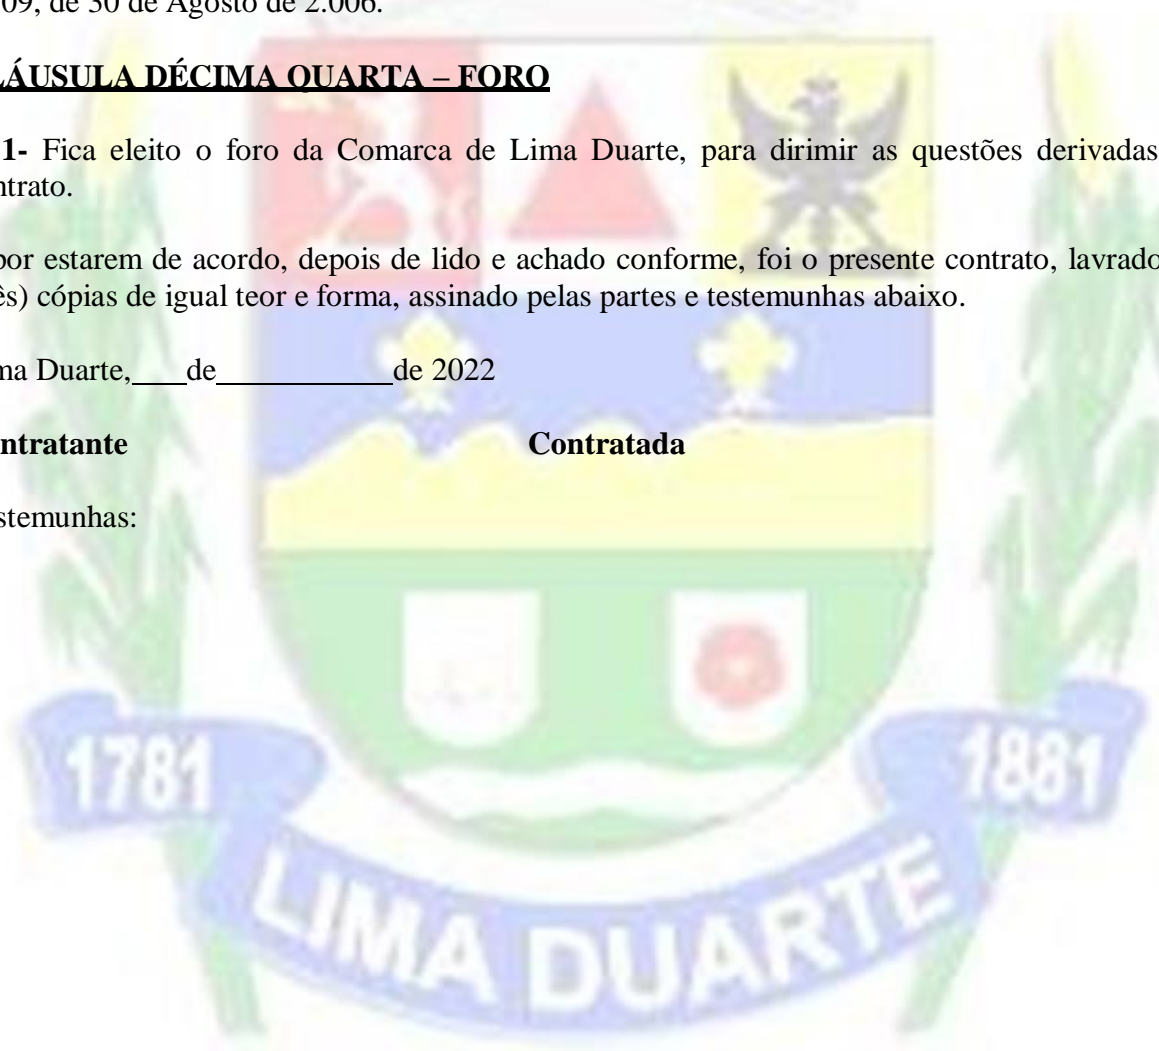 09, de 30 de Agosto de 2.006.
LÁUSULA DÉCIMA QUARTA – FORO
1- Fica eleito o foro da Comarca de Lima Duarte, para dirimir as questões derivadas
ntrato.
por estarem de acordo, depois de lido e achado conforme, foi o presente contrato, lavrado
ês) cópias de igual teor e forma, assinado pelas partes e testemunhas abaixo.
ma Duarte,___de___________de 2022
ntratante Contratada
stemunhas:
1781 1881
LIMA DUARTE